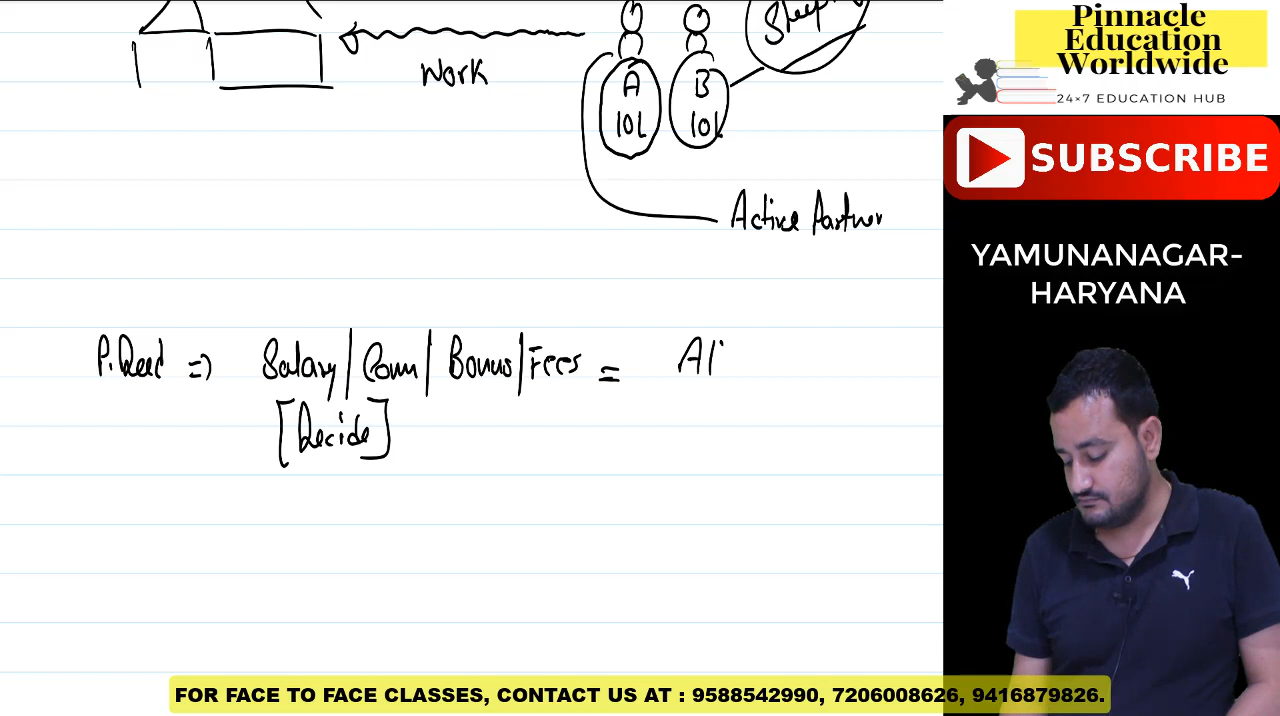 Work
A
10L
B
10L
Active Partner
P. Deed => Salary / Comm / Bonus / Fees =
[Decide]
Pinnacle
Education
Worldwide
24×7 EDUCATION HUB
SUBSCRIBE
YAMUNANAGAR-
HARYANA
FOR FACE TO FACE CLASSES, CONTACT US AT : 9588542990, 7206008626, 9416879826.